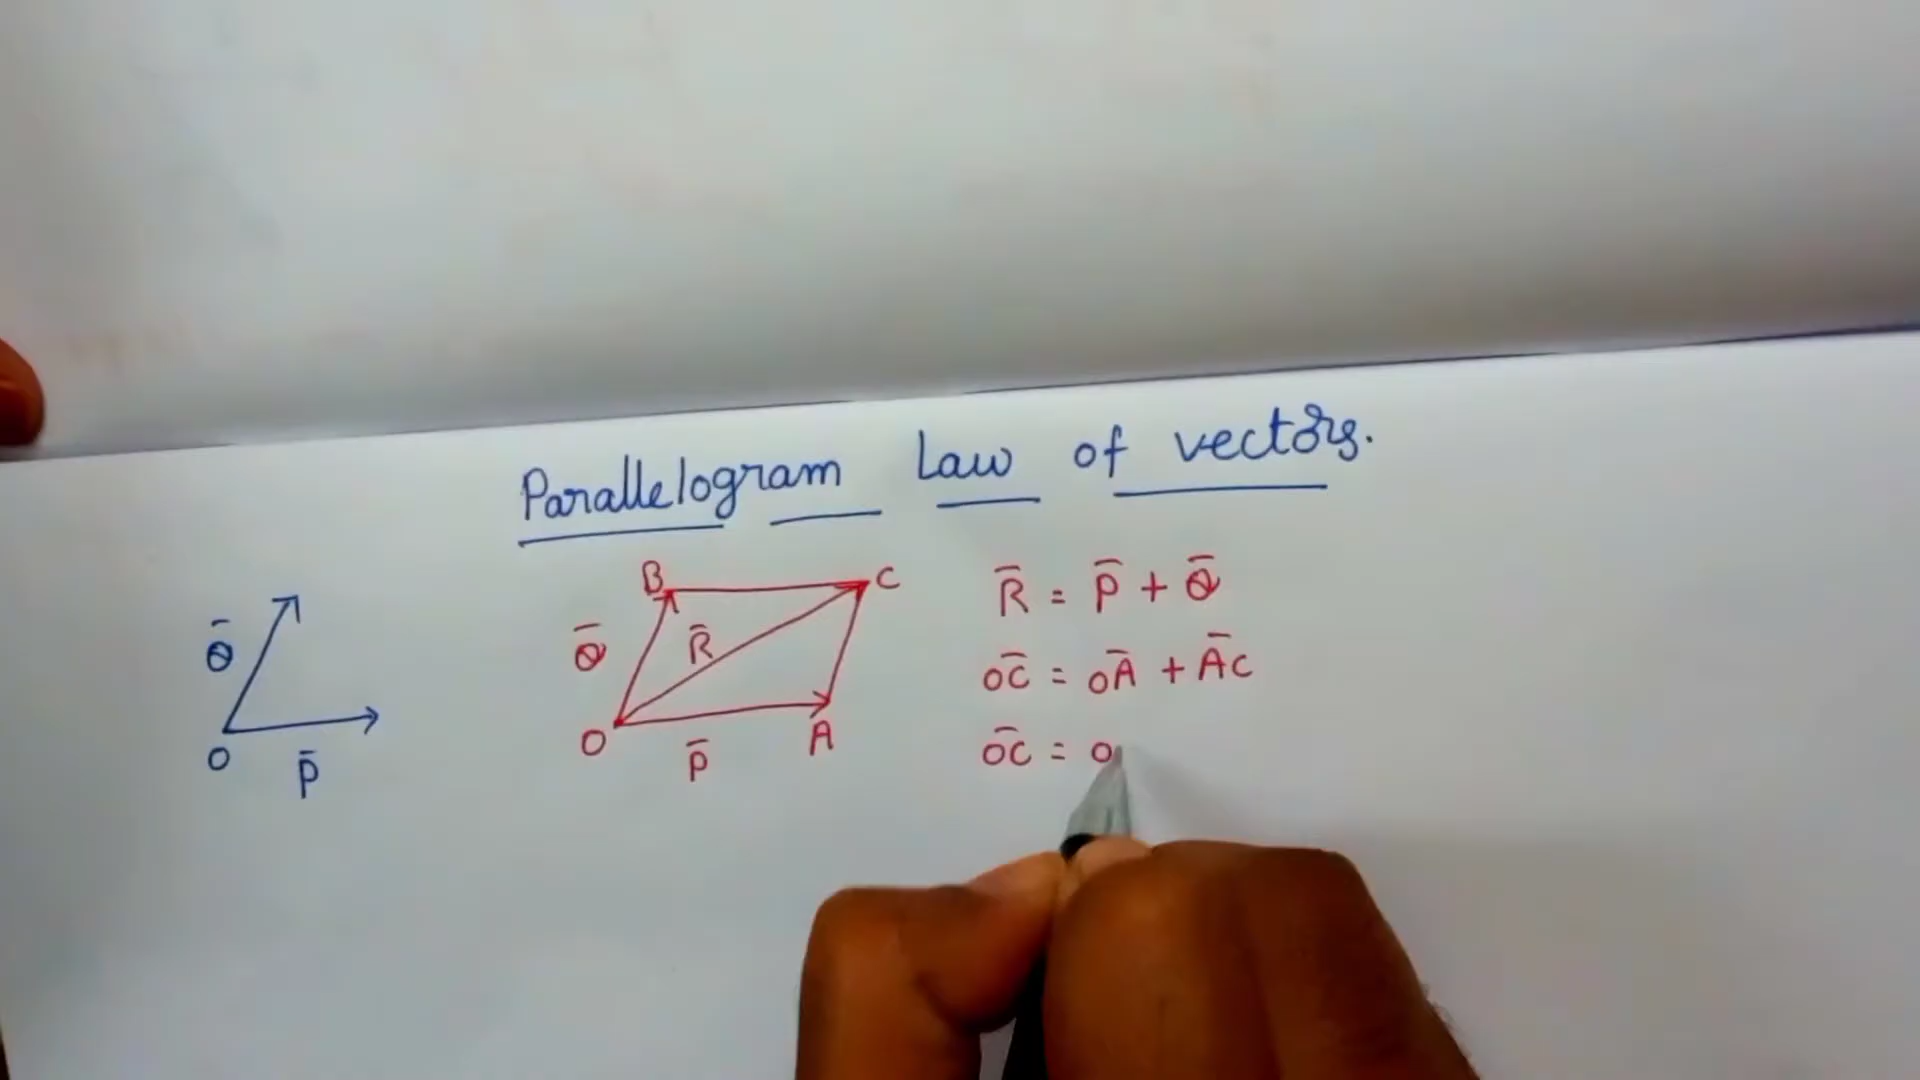 Parallelogram Law of vectors.
Q̄
O
P̄
B
C
Q̄
R̄
O
P̄
A
R̄ = P̄ + Q̄
OC̄ = OĀ + ĀC
OC̄ = O